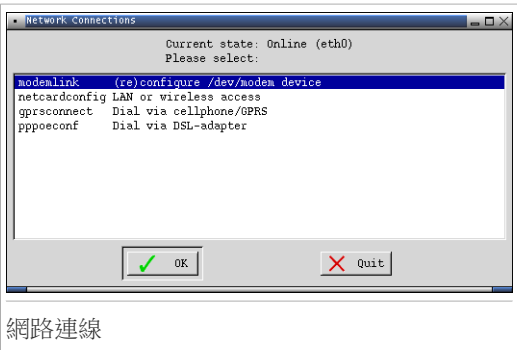 Network Connections
Current state: Online (eth0)
Please select:
modemlink (re)configure /dev/modem device
netcardconfig LAN or wireless access
gprsconnect Dial via cellphone/GPRS
pppoeconf Dial via DSL-adapter
OK Quit
網路連線